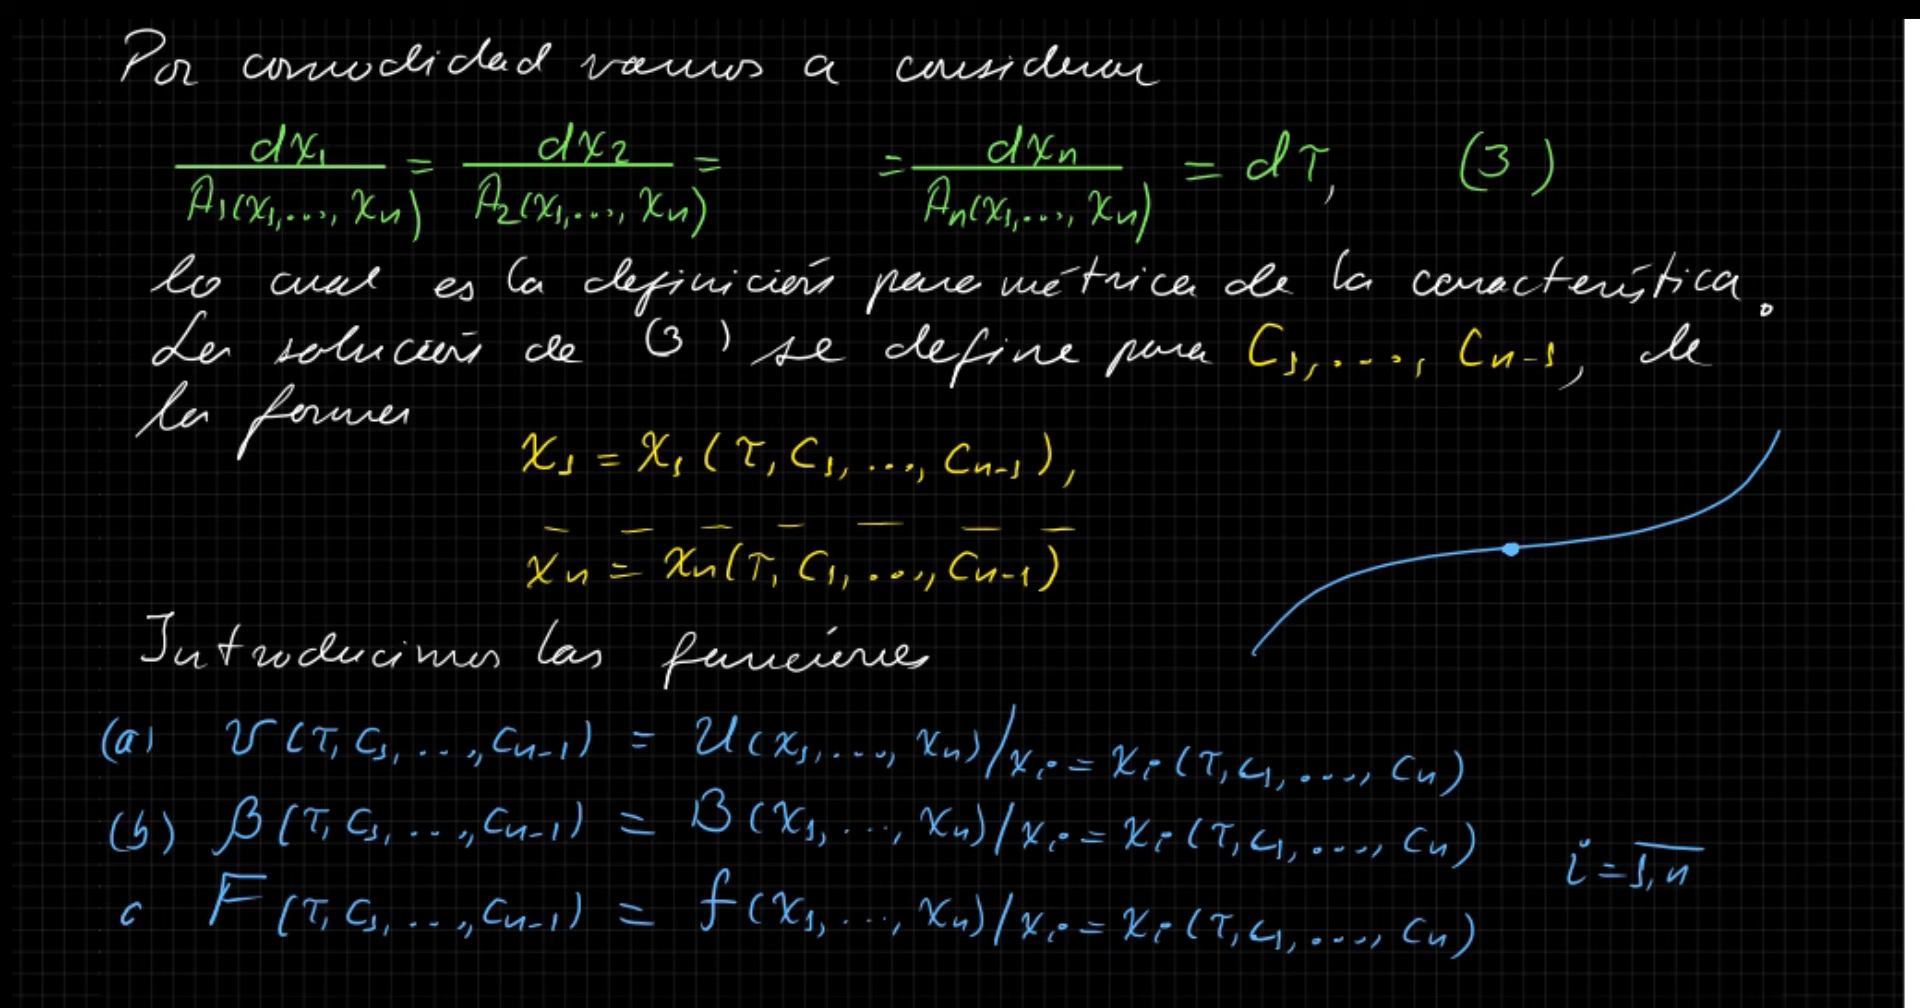 Por comodidad vamos a considerar
dx₁/A₁(x₁,..., xₙ) = dx₂/A₂(x₁,..., xₙ) = = dxₙ/Aₙ(x₁,..., xₙ) = dτ, (3)
lo cual es la definición paramétrica de la característica.
La solución de (3) se define para C₁,..., Cₙ₋₁, de
la forma
x₁ = x₁(τ, C₁, ..., Cₙ₋₁),
— — — — — — —
xₙ = xₙ(τ, C₁, ..., Cₙ₋₁)
Introducimos las funciones
(a) v(τ, C₁, ..., Cₙ₋₁) = u(x₁,..., xₙ)/xᵢ = xᵢ(τ, C₁, ..., Cₙ)
(b) β(τ, C₁, ..., Cₙ₋₁) = B(x₁, ..., xₙ)/xᵢ = xᵢ(τ, C₁, ..., Cₙ) i = 1,n
c F(τ, C₁, ..., Cₙ₋₁) = f(x₁, ..., xₙ)/xᵢ = xᵢ(τ, C₁, ..., Cₙ)